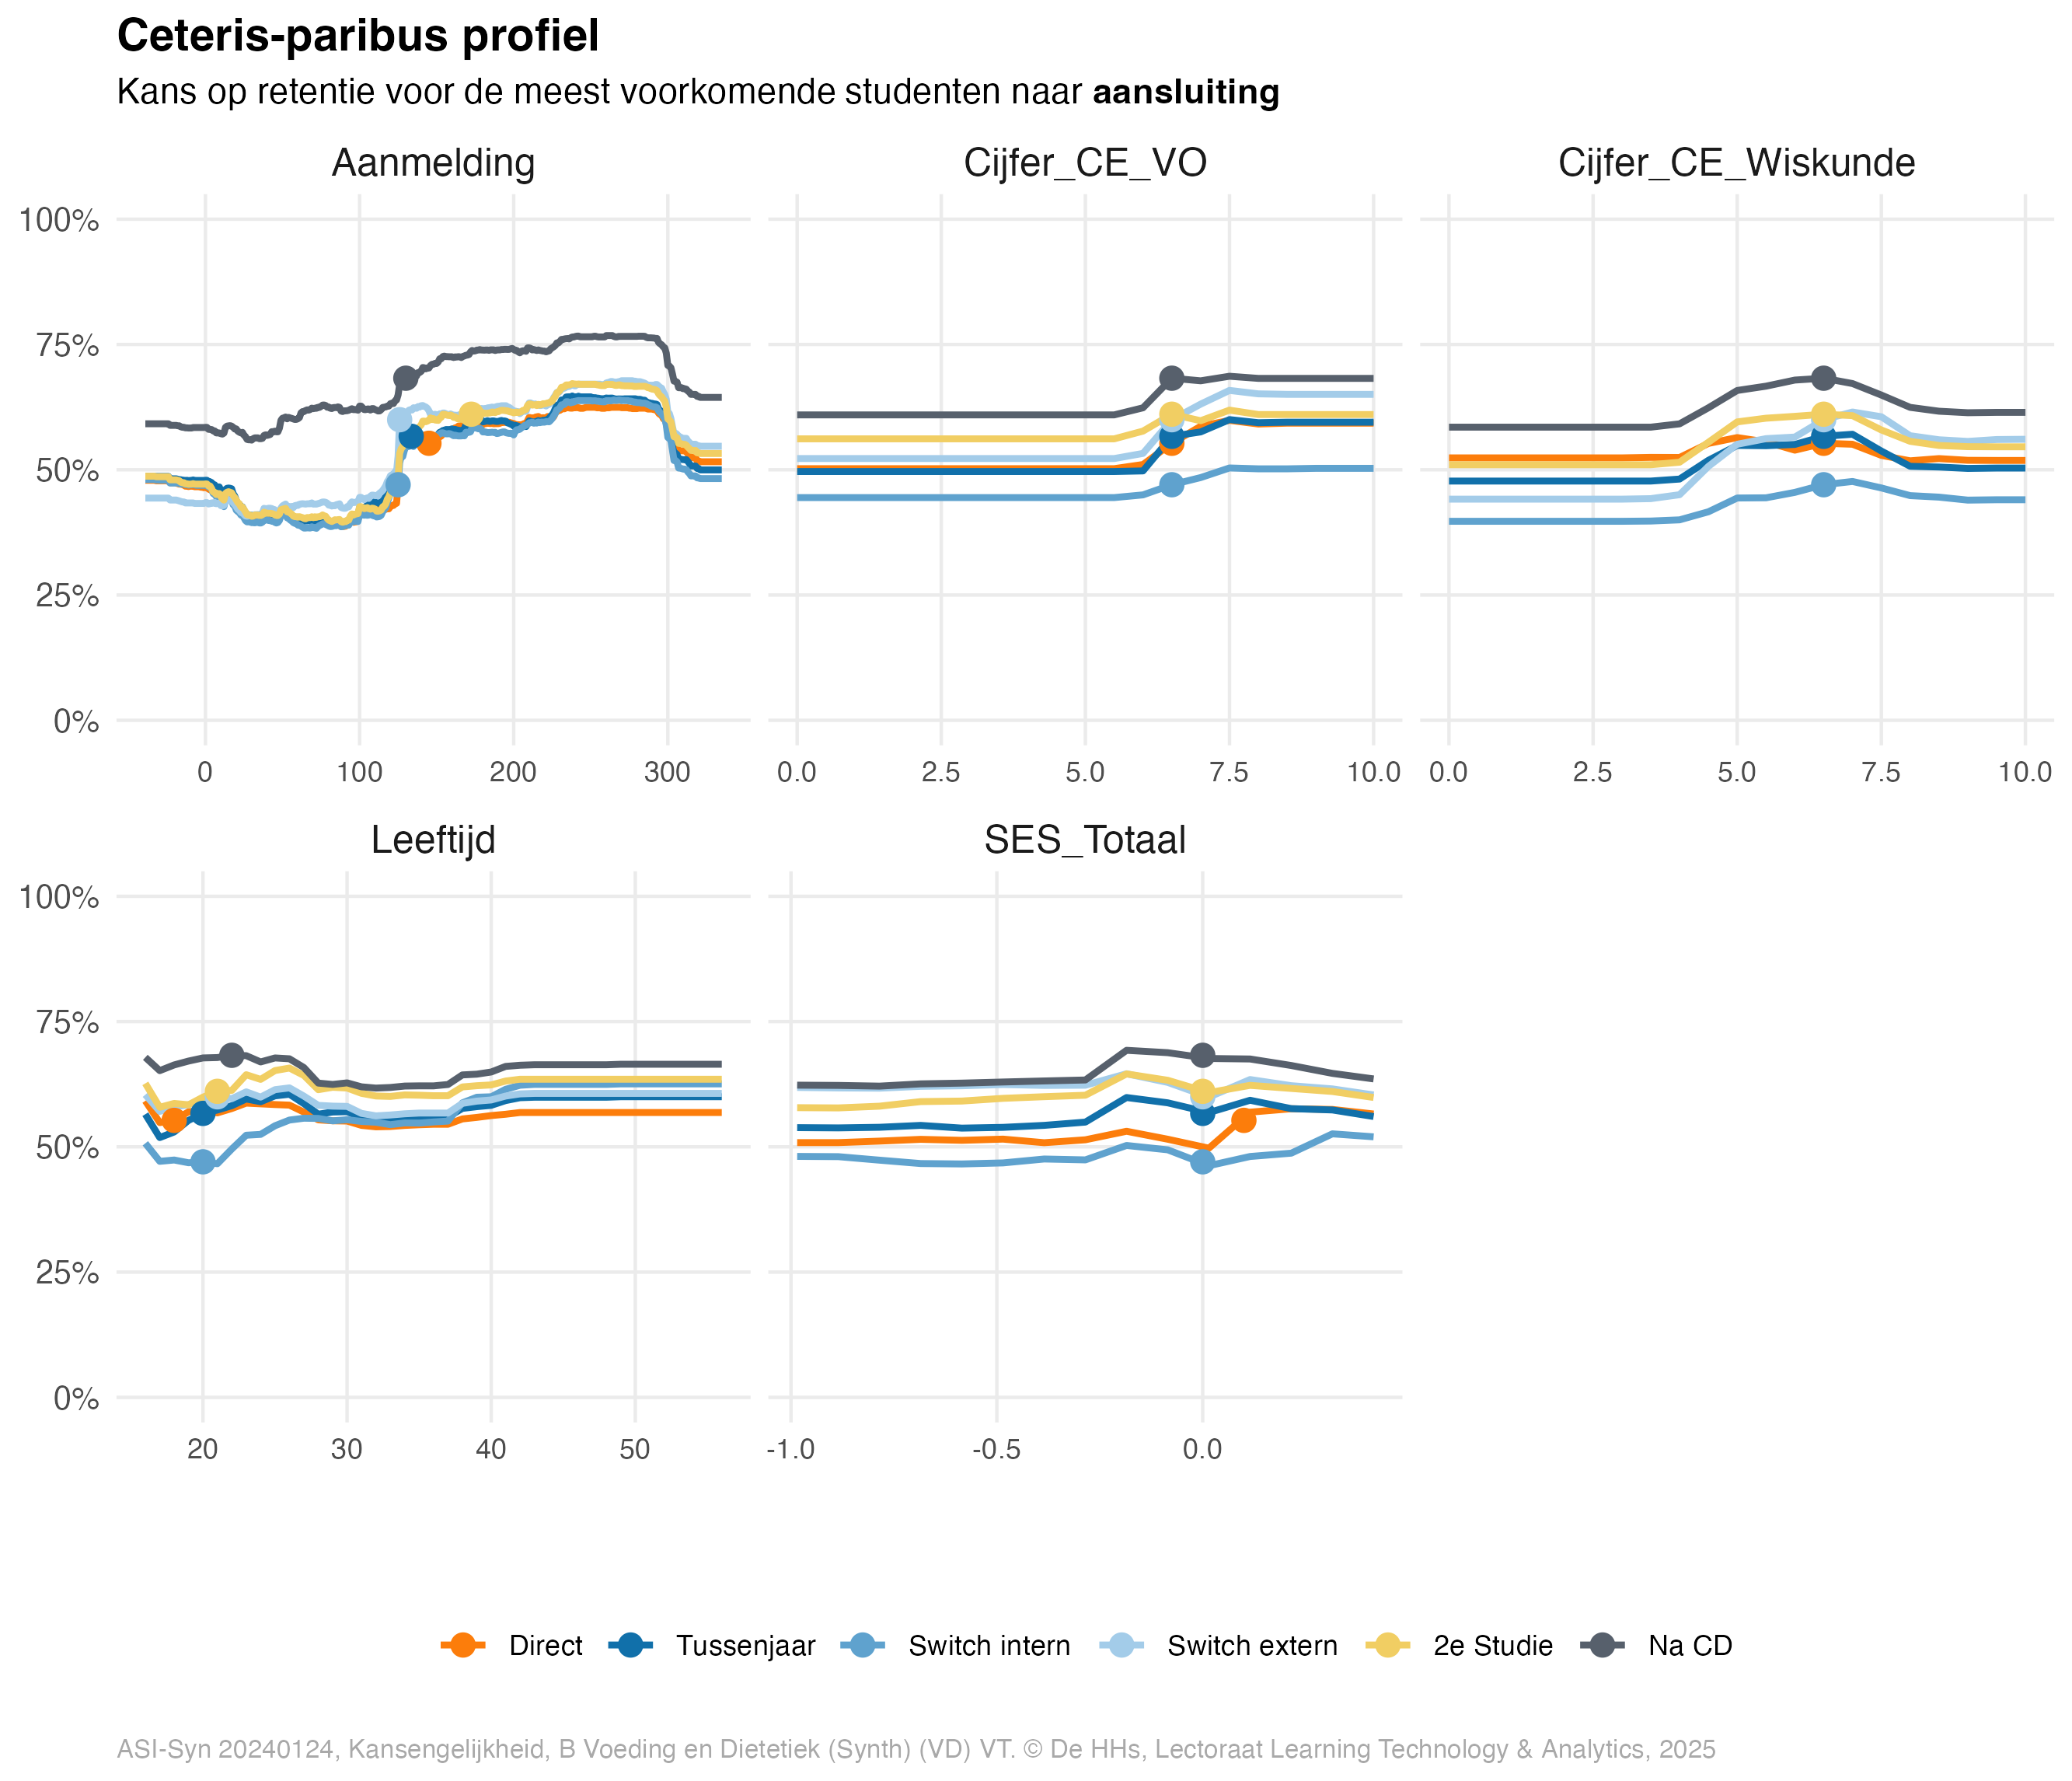 Ceteris-paribus profiel
Kans op retentie voor de meest voorkomende studenten naar aansluiting
Aanmelding
Cijfer_CE_VO
Cijfer_CE_Wiskunde
100%
75%
50%
25%
0%
0 100 200 300
0.0 2.5 5.0 7.5 10.0
0.0 2.5 5.0 7.5 10.0
Leeftijd
SES_Totaal
100%
75%
50%
25%
0%
20 30 40 50
-1.0 -0.5 0.0
Direct Tussenjaar Switch intern Switch extern 2e Studie Na CD
ASI-Syn 20240124, Kansengelijkheid, B Voeding en Dietetiek (Synth) (VD) VT. © De HHs, Lectoraat Learning Technology & Analytics, 2025